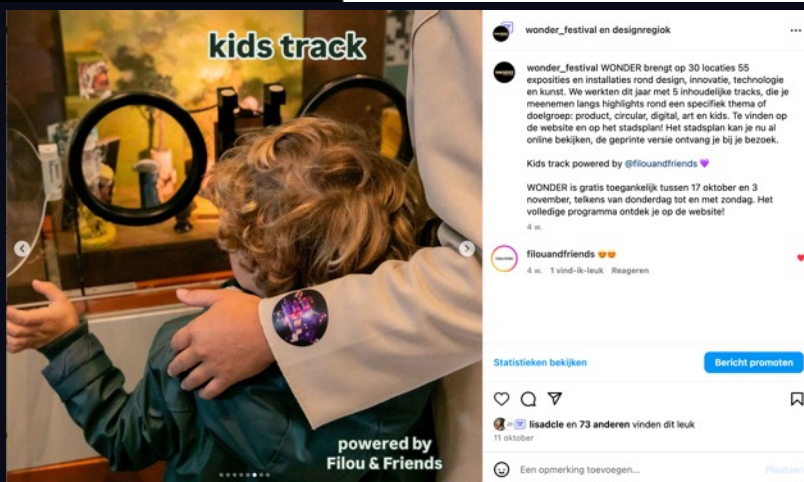 kids track
powered by
Filou & Friends
wonder_festival en designregiok
wonder_festival WONDER brengt op 30 locaties 55
exposities en installaties rond design, innovatie, technologie
en kunst. We werkten dit jaar met 5 inhoudelijke tracks, die je
meenemen langs highlights rond een specifiek thema of
doelgroep: product, circular, digital, art en kids. Te vinden op
de website en op het stadsplan! Het stadsplan kan je nu al
online bekijken, de geprinte versie ontvang je bij je bezoek.
Kids track powered by @filouandfriends 💜
WONDER is gratis toegankelijk tussen 17 oktober en 3
november, telkens van donderdag tot en met zondag. Het
volledige programma ontdek je op de website!
4 w.
filouandfriends 😍😍
4 w. 1 vind-ik-leuk Reageren
Statistieken bekijken
Bericht promoten
lisadcle en 73 anderen vinden dit leuk
11 oktober
Een opmerking toevoegen...
Plaatsen